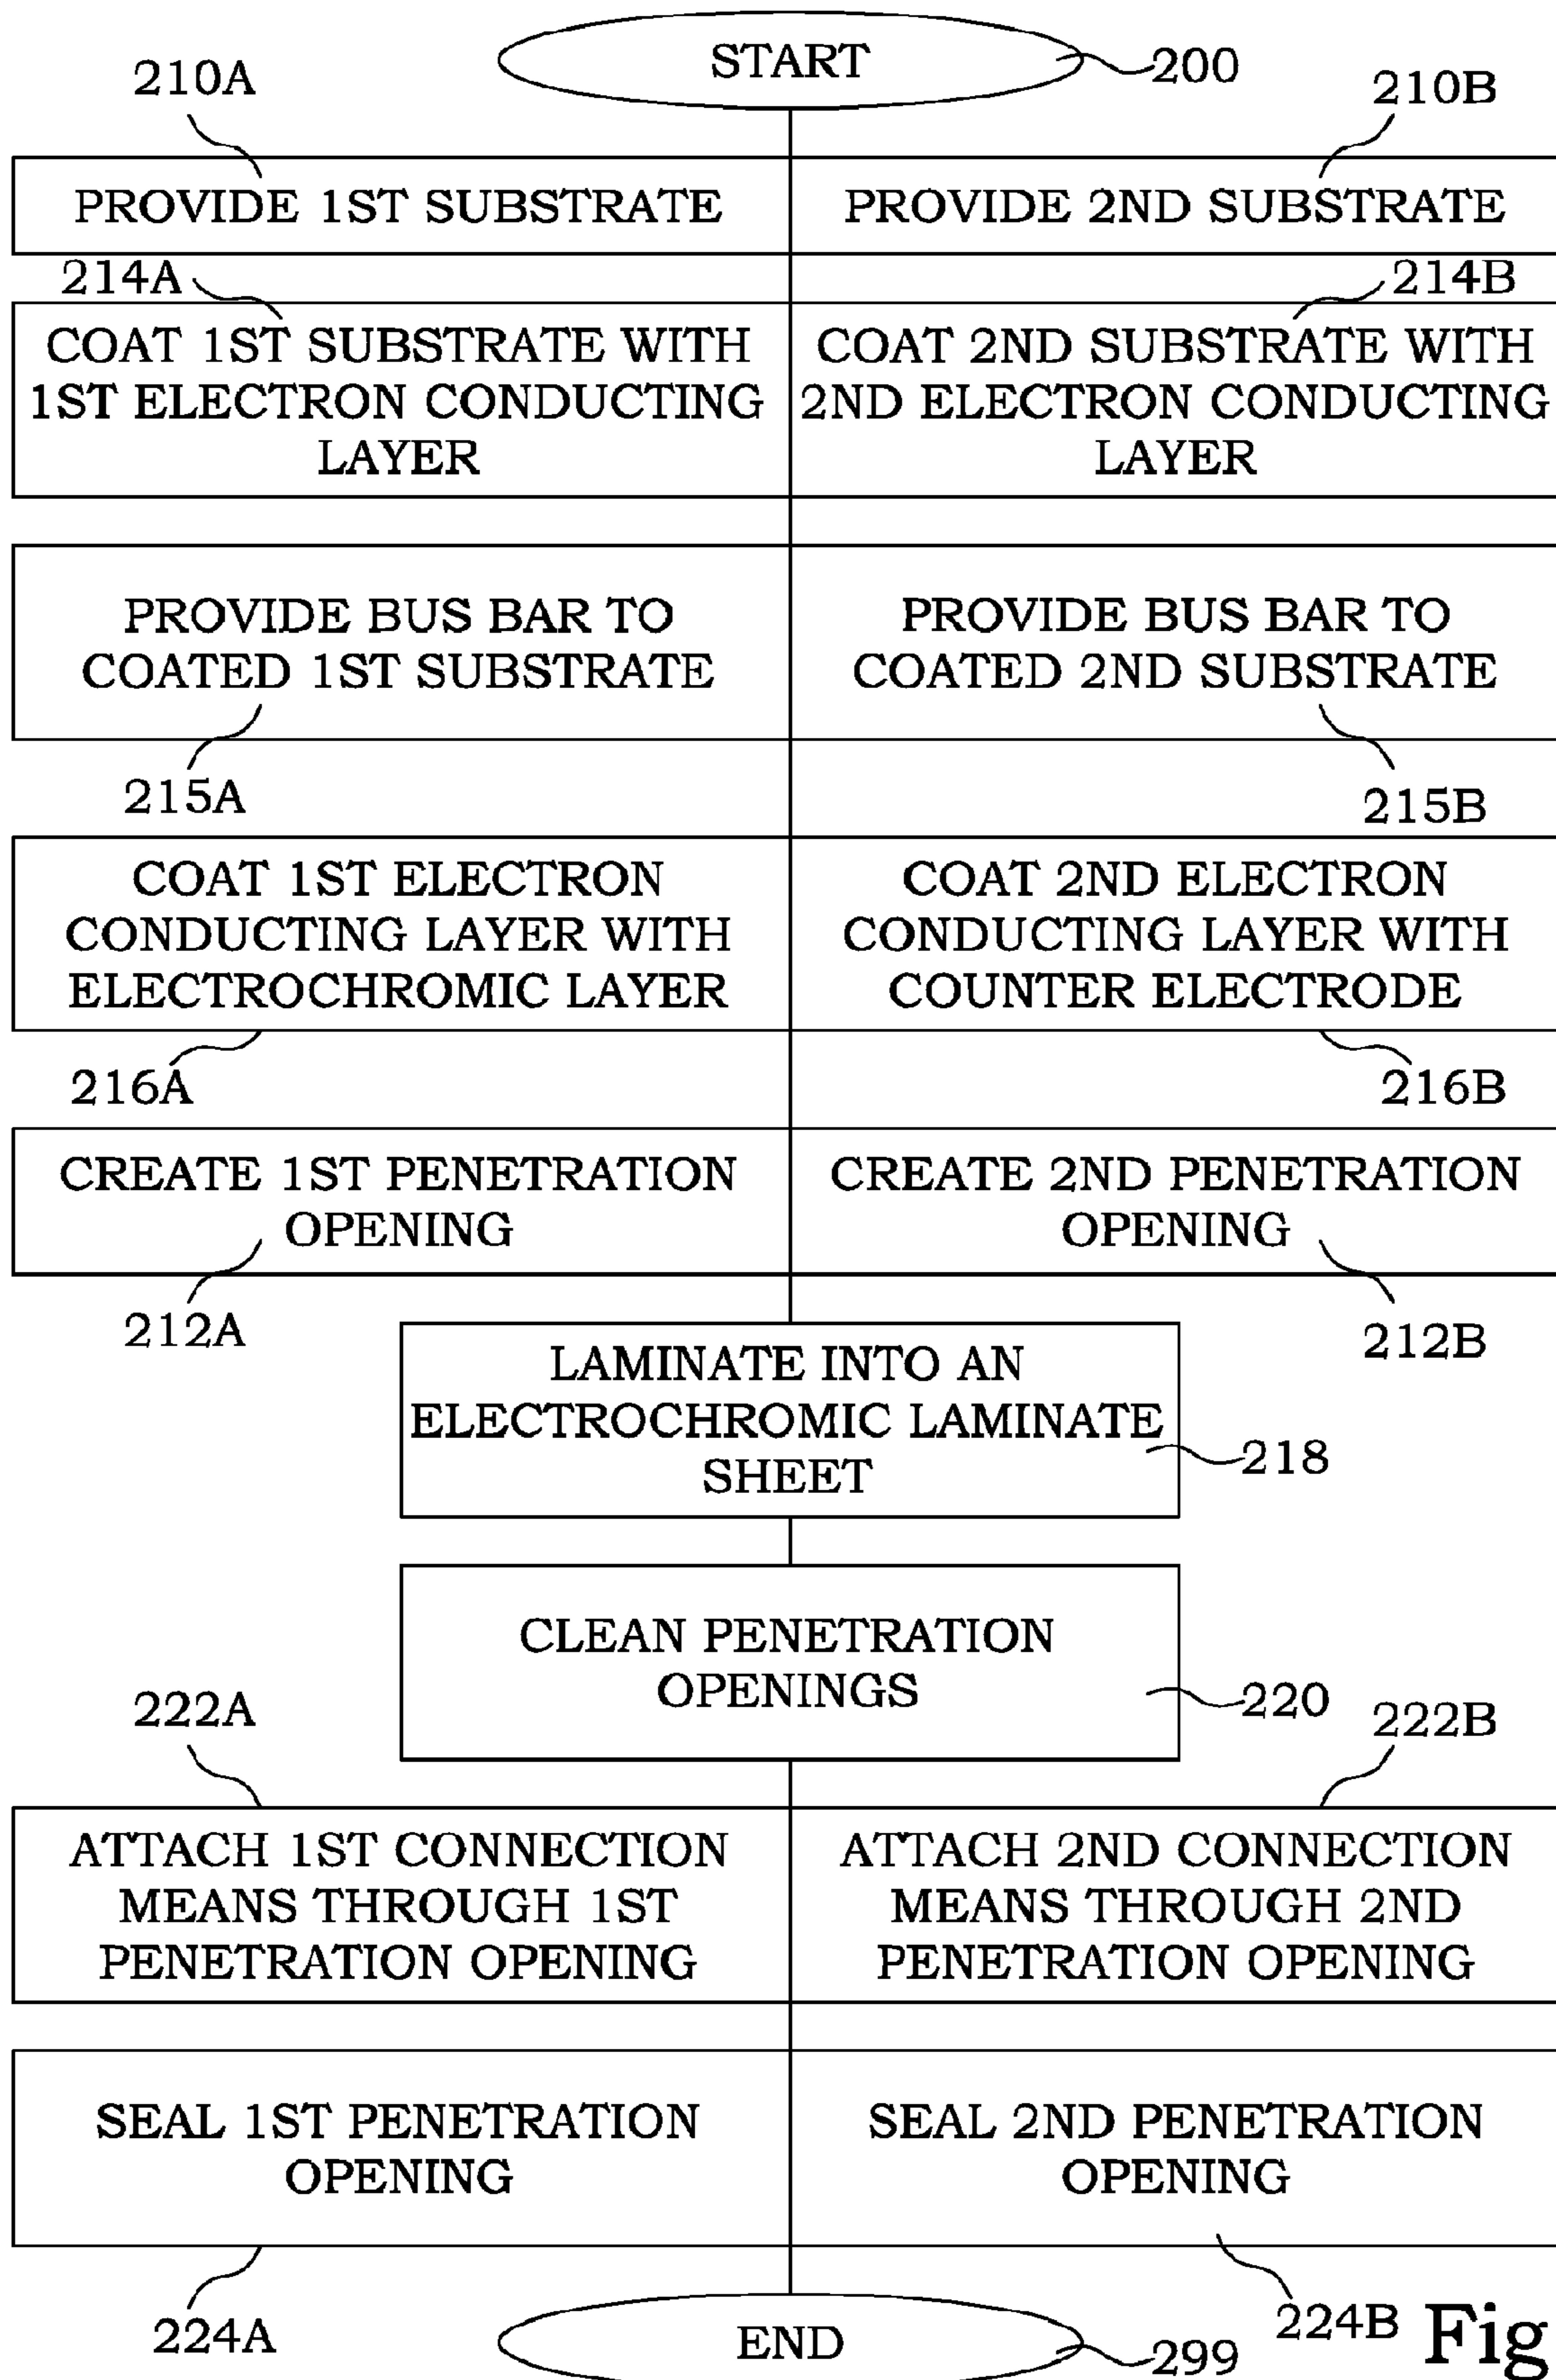 START
200
210A
210B
PROVIDE 1ST SUBSTRATE
PROVIDE 2ND SUBSTRATE
214A
214B
COAT 1ST SUBSTRATE WITH
1ST ELECTRON CONDUCTING
LAYER
COAT 2ND SUBSTRATE WITH
2ND ELECTRON CONDUCTING
LAYER
PROVIDE BUS BAR TO
COATED 1ST SUBSTRATE
PROVIDE BUS BAR TO
COATED 2ND SUBSTRATE
215A
215B
COAT 1ST ELECTRON
CONDUCTING LAYER WITH
ELECTROCHROMIC LAYER
COAT 2ND ELECTRON
CONDUCTING LAYER WITH
COUNTER ELECTRODE
216A
216B
CREATE 1ST PENETRATION
OPENING
CREATE 2ND PENETRATION
OPENING
212A
212B
LAMINATE INTO AN
ELECTROCHROMIC LAMINATE
SHEET
218
CLEAN PENETRATION
OPENINGS
220
222A
222B
ATTACH 1ST CONNECTION
MEANS THROUGH 1ST
PENETRATION OPENING
ATTACH 2ND CONNECTION
MEANS THROUGH 2ND
PENETRATION OPENING
SEAL 1ST PENETRATION
OPENING
SEAL 2ND PENETRATION
OPENING
224A
224B
END
299
Fig